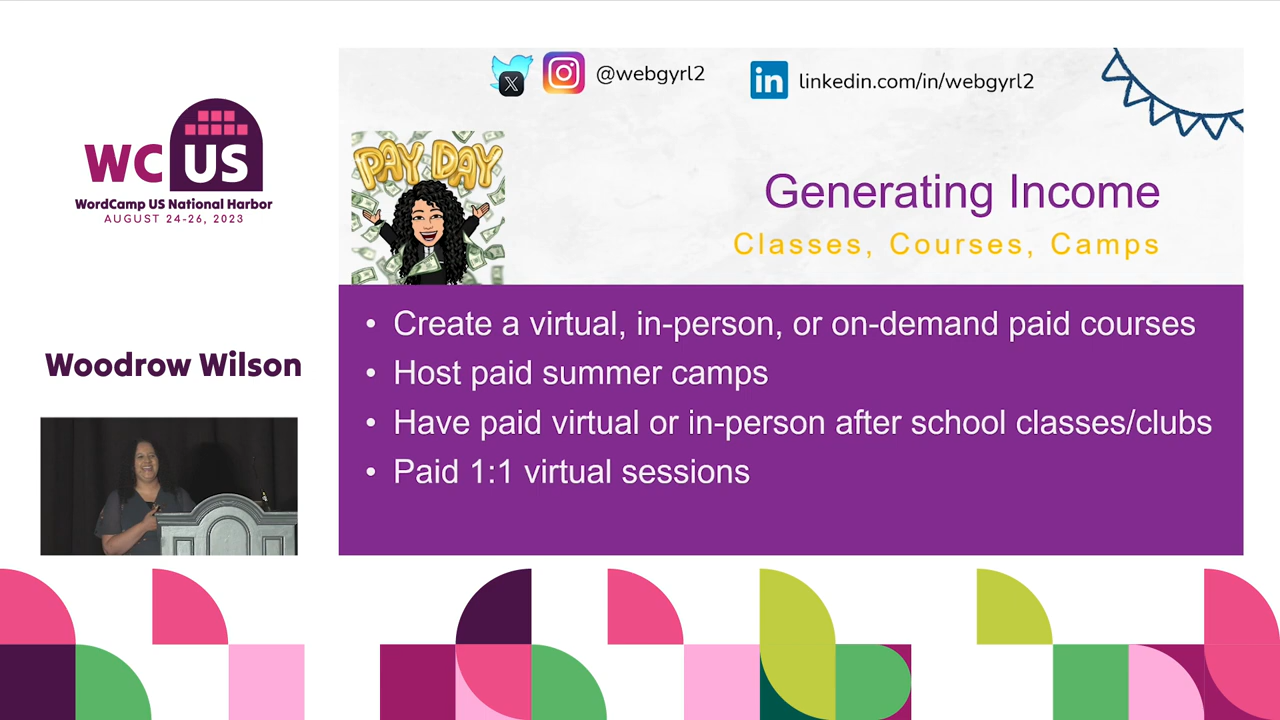 @webgyrl2
linkedin.com/in/webgyrl2
WC US
WordCamp US National Harbor
AUGUST 24-26, 2023
PAY DAY
Generating Income
Classes, Courses, Camps
Woodrow Wilson
• Create a virtual, in-person, or on-demand paid courses
• Host paid summer camps
• Have paid virtual or in-person after school classes/clubs
• Paid 1:1 virtual sessions